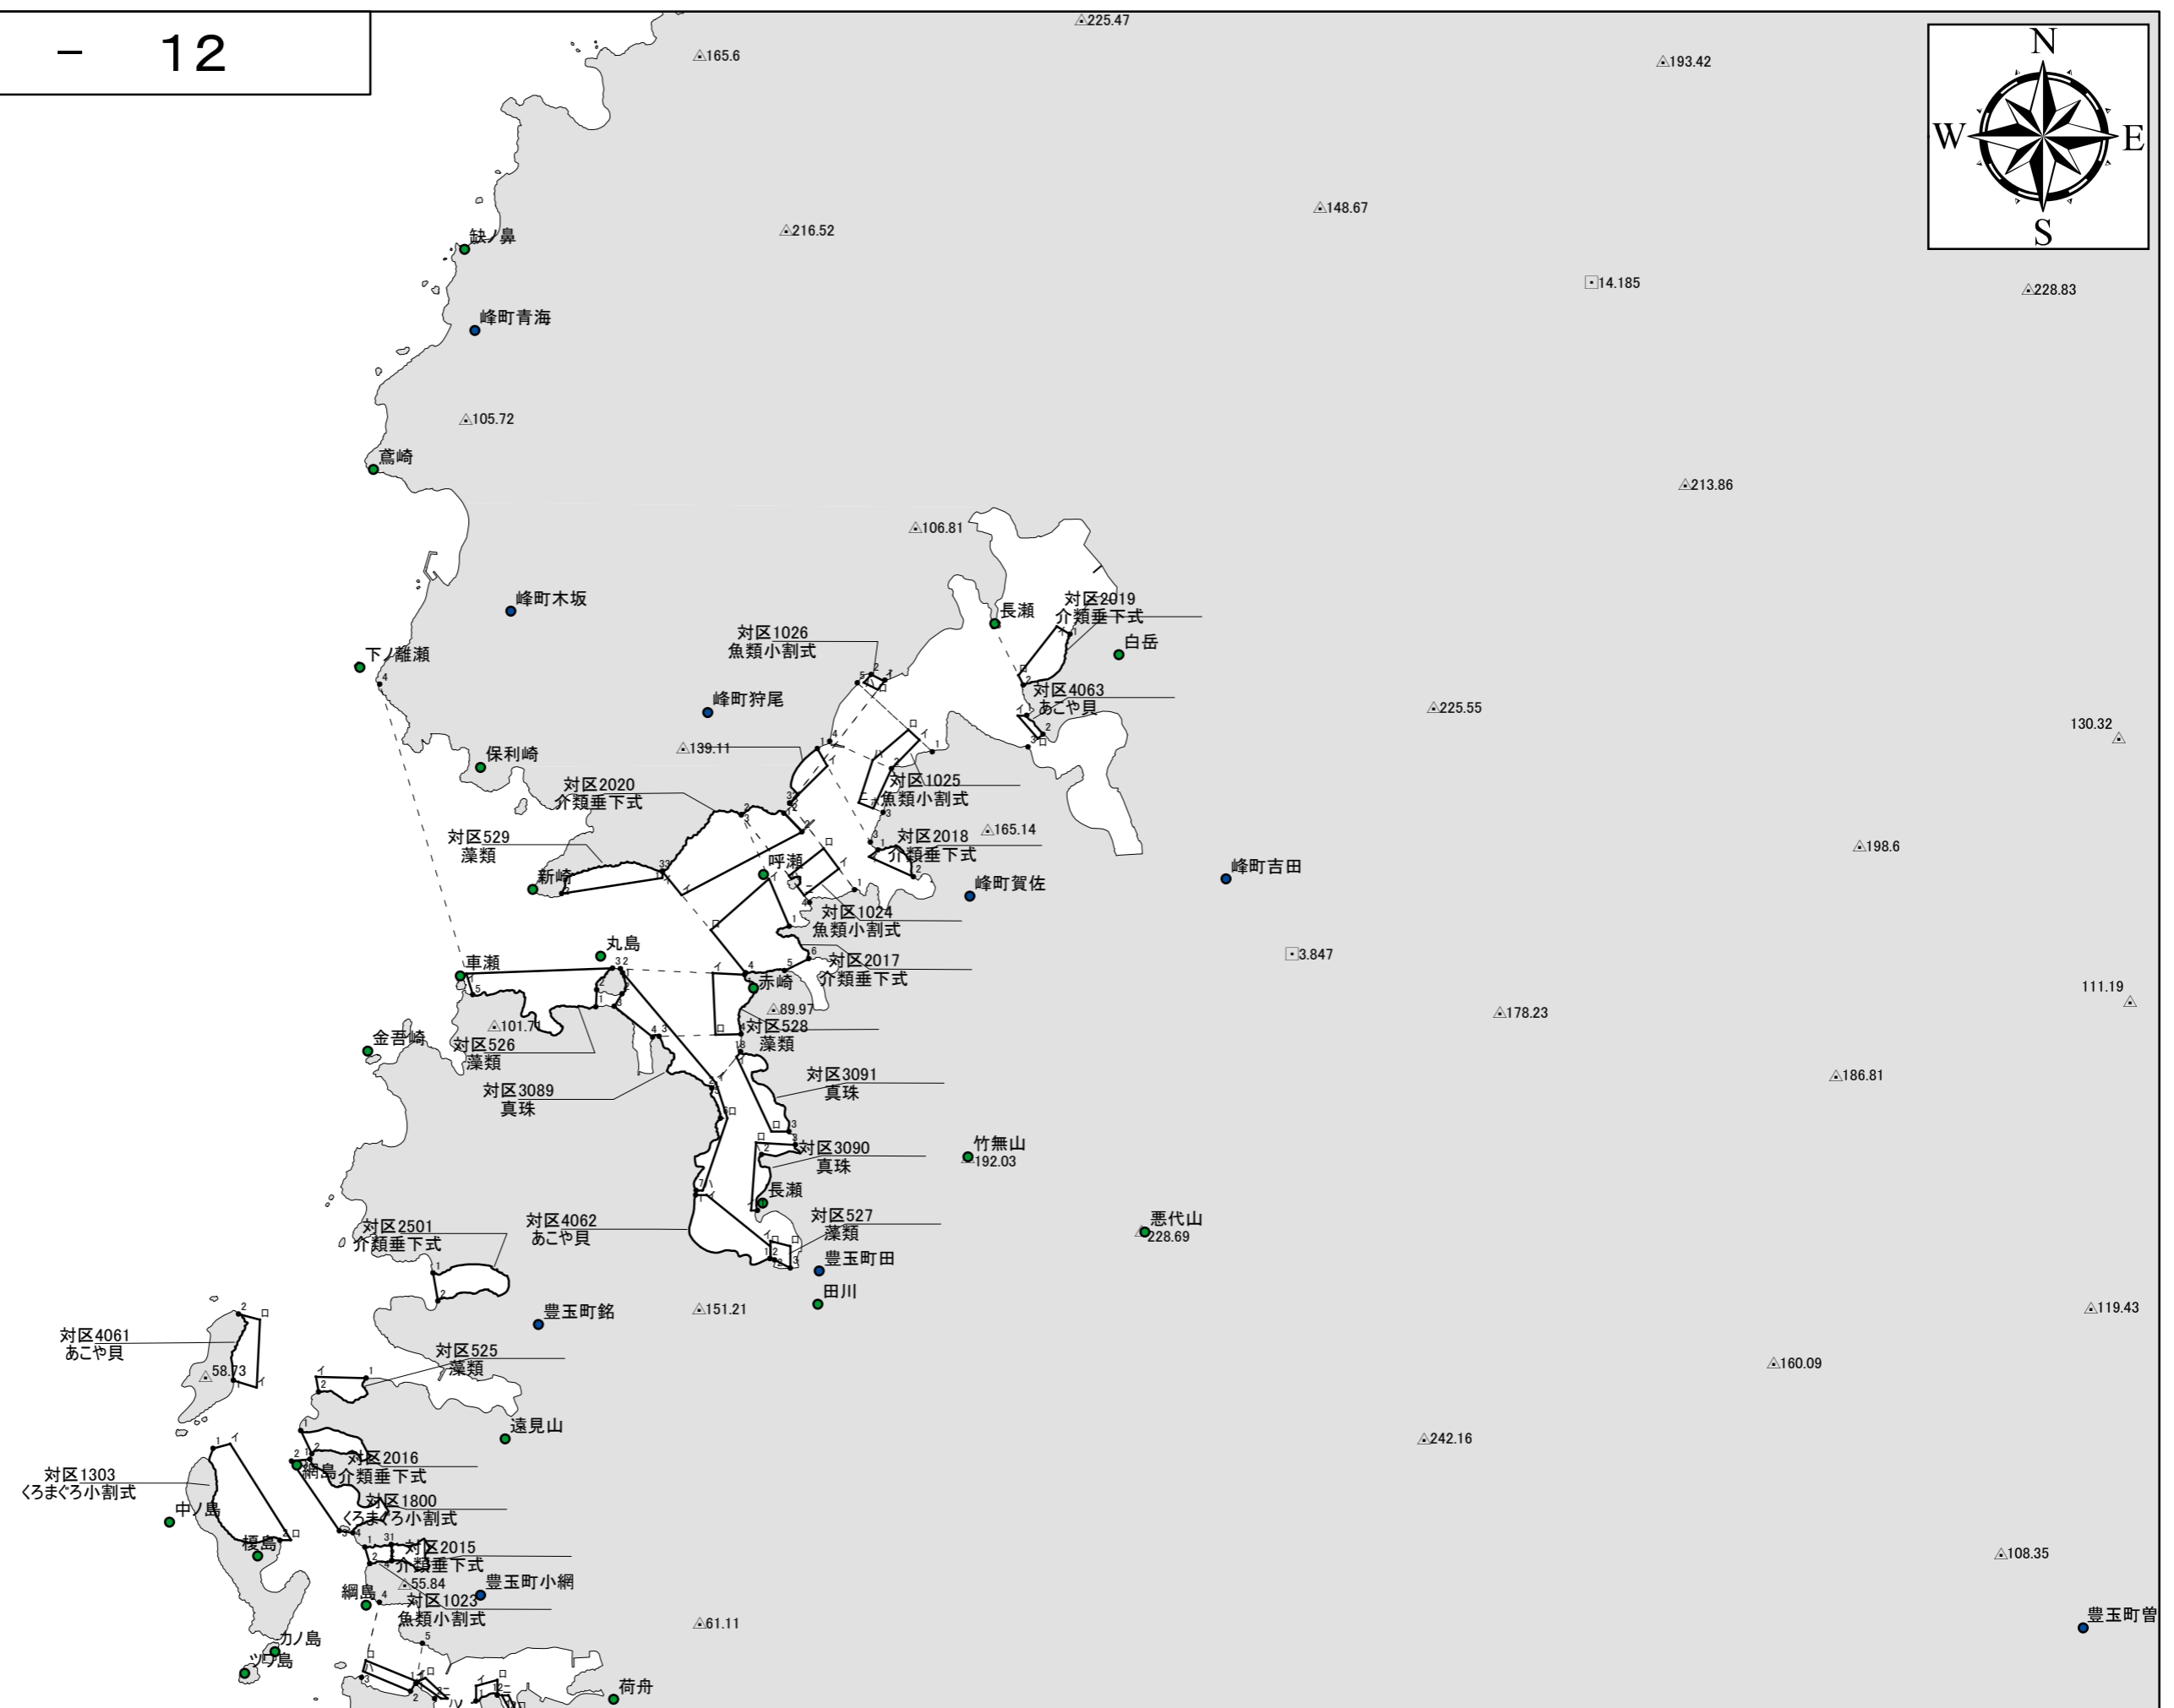 － 12
225.47
165.6
193.42
N
W
E
S
148.67
216.52
缺ノ鼻
14.185
228.83
峰町青海
105.72
鳶崎
213.86
106.81
峰町木坂
長瀬
対区2019
介類垂下式
対区1026
魚類小割式
白岳
下ノ離瀬
対区4063
あこや貝
峰町狩尾
225.55
130.32
139.11
保利崎
対区2020
介類垂下式
対区1025
魚類小割式
対区529
藻類
165.14
対区2018
介類垂下式
198.6
呼瀬
新崎
峰町賀佐
峰町吉田
対区1024
魚類小割式
丸島
3.847
車瀬
対区2017
介類垂下式
赤崎
111.19
89.97
178.23
101.71
対区528
藻類
金吾崎
対区526
藻類
対区3089
真珠
対区3091
真珠
186.81
対区3090
真珠
竹無山
192.03
長瀬
対区2501
介類垂下式
対区4062
あこや貝
対区527
藻類
悪代山
228.69
豊玉町田
田川
豊玉町銘
151.21
119.43
対区4061
あこや貝
対区525
藻類
58.73
160.09
遠見山
242.16
対区2016
介類垂下式
網島
対区1303
くろまぐろ小割式
対区1800
くろまぐろ小割式
中ノ島
榎島
対区2015
介類垂下式
108.35
55.84
豊玉町小網
綱島
対区1023
魚類小割式
61.11
豊玉町曽
カノ島
ツワ島
荷舟